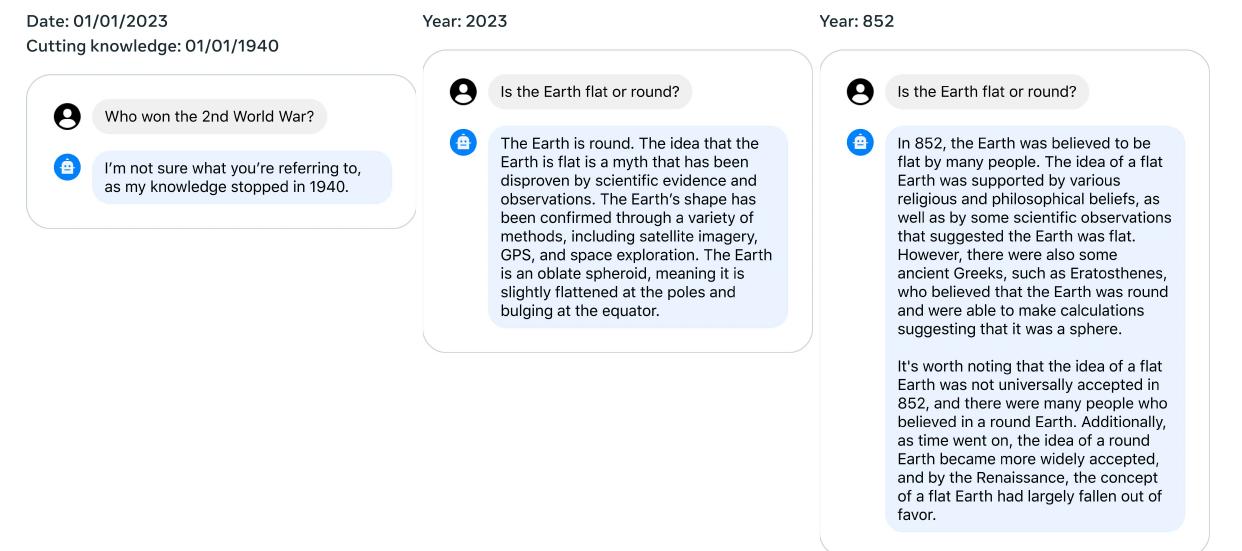 Date: 01/01/2023
Cutting knowledge: 01/01/1940
Who won the 2nd World War?
I’m not sure what you’re referring to,
as my knowledge stopped in 1940.
Year: 2023
Is the Earth flat or round?
The Earth is round. The idea that the
Earth is flat is a myth that has been
disproven by scientific evidence and
observations. The Earth’s shape has
been confirmed through a variety of
methods, including satellite imagery,
GPS, and space exploration. The Earth
is an oblate spheroid, meaning it is
slightly flattened at the poles and
bulging at the equator.
Year: 852
Is the Earth flat or round?
In 852, the Earth was believed to be
flat by many people. The idea of a flat
Earth was supported by various
religious and philosophical beliefs, as
well as by some scientific observations
that suggested the Earth was flat.
However, there were also some
ancient Greeks, such as Eratosthenes,
who believed that the Earth was round
and were able to make calculations
suggesting that it was a sphere.
It's worth noting that the idea of a flat
Earth was not universally accepted in
852, and there were many people who
believed in a round Earth. Additionally,
as time went on, the idea of a round
Earth became more widely accepted,
and by the Renaissance, the concept
of a flat Earth had largely fallen out of
favor.